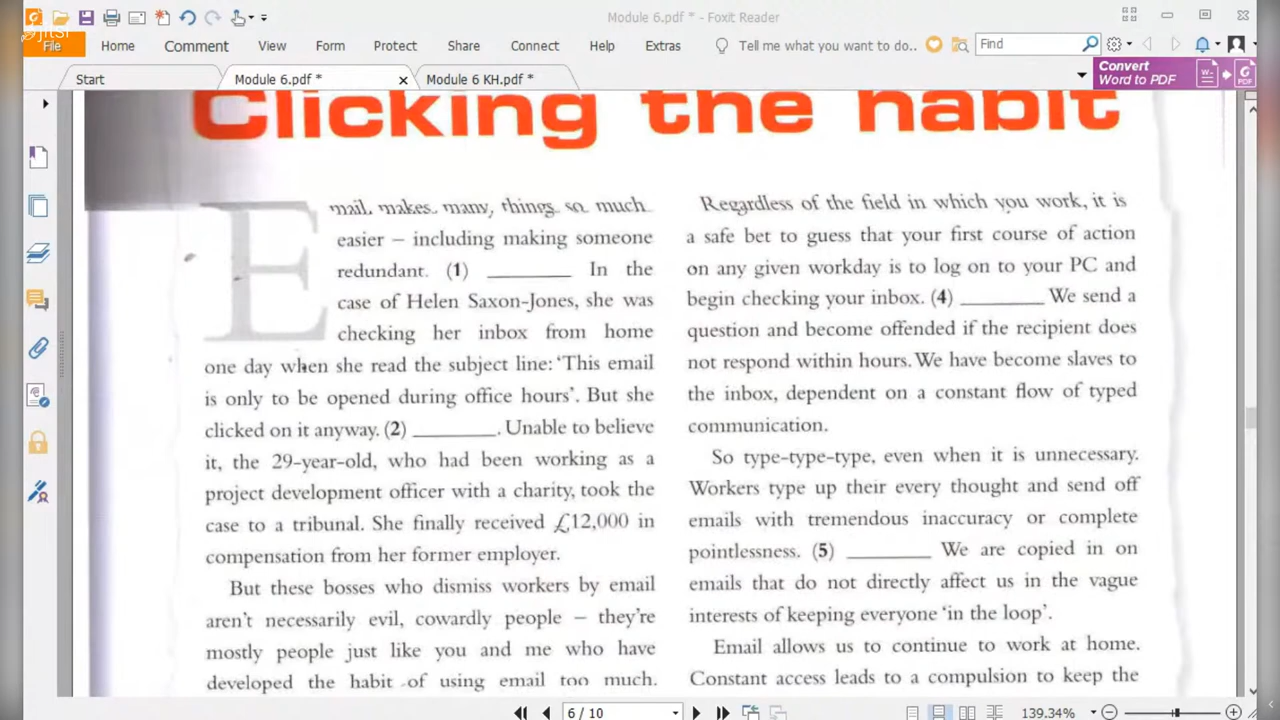 Jitsi
Module 6.pdf * - Foxit Reader
File
Home
Comment
View
Form
Protect
Share
Connect
Help
Extras
Tell me what you want to do..
Find
Start
Module 6.pdf *
Module 6 KH.pdf *
Convert
Word to PDF
Clicking the habit
Email makes many things so much
easier – including making someone
redundant. (1) ________ In the
case of Helen Saxon-Jones, she was
checking her inbox from home
one day when she read the subject line: ‘This email
is only to be opened during office hours’. But she
clicked on it anyway. (2) ________. Unable to believe
it, the 29-year-old, who had been working as a
project development officer with a charity, took the
case to a tribunal. She finally received £12,000 in
compensation from her former employer.
But these bosses who dismiss workers by email
aren’t necessarily evil, cowardly people – they’re
mostly people just like you and me who have
developed the habit of using email too much.
Regardless of the field in which you work, it is
a safe bet to guess that your first course of action
on any given workday is to log on to your PC and
begin checking your inbox. (4) ________ We send a
question and become offended if the recipient does
not respond within hours. We have become slaves to
the inbox, dependent on a constant flow of typed
communication.
So type-type-type, even when it is unnecessary.
Workers type up their every thought and send off
emails with tremendous inaccuracy or complete
pointlessness. (5) ________ We are copied in on
emails that do not directly affect us in the vague
interests of keeping everyone ‘in the loop’.
Email allows us to continue to work at home.
Constant access leads to a compulsion to keep the
6 / 10
139.34%